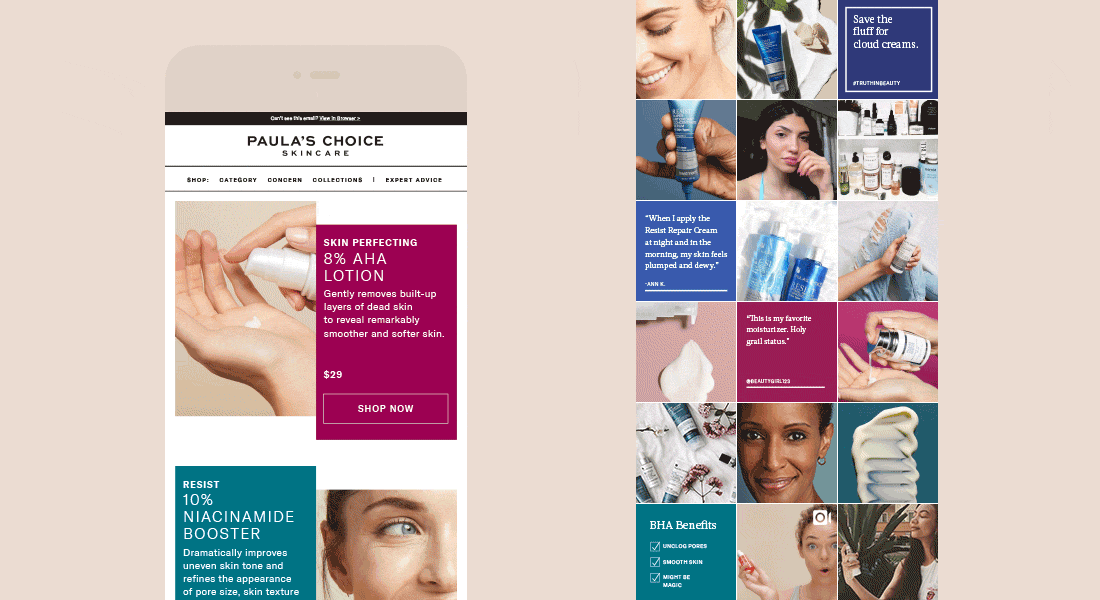 Can't see this email? View in Browser >
PAULA'S CHOICE
SKINCARE
SHOP: CATEGORY CONCERN COLLECTIONS | EXPERT ADVICE
SKIN PERFECTING
8% AHA
LOTION
Gently removes built-up
layers of dead skin
to reveal remarkably
smoother and softer skin.
$29
SHOP NOW
RESIST
10%
NIACINAMIDE
BOOSTER
Dramatically improves
uneven skin tone and
refines the appearance
of pore size, skin texture
Save the
fluff for
cloud creams.
#TRUTHINBEAUTY
"When I apply the
Resist Repair Cream
at night and in the
morning, my skin feels
plumped and dewy."
-ANN K.
"This is my favorite
moisturizer. Holy
grail status."
@BEAUTYGIRL123
BHA Benefits
UNCLOG PORES
SMOOTH SKIN
MIGHT BE
MAGIC